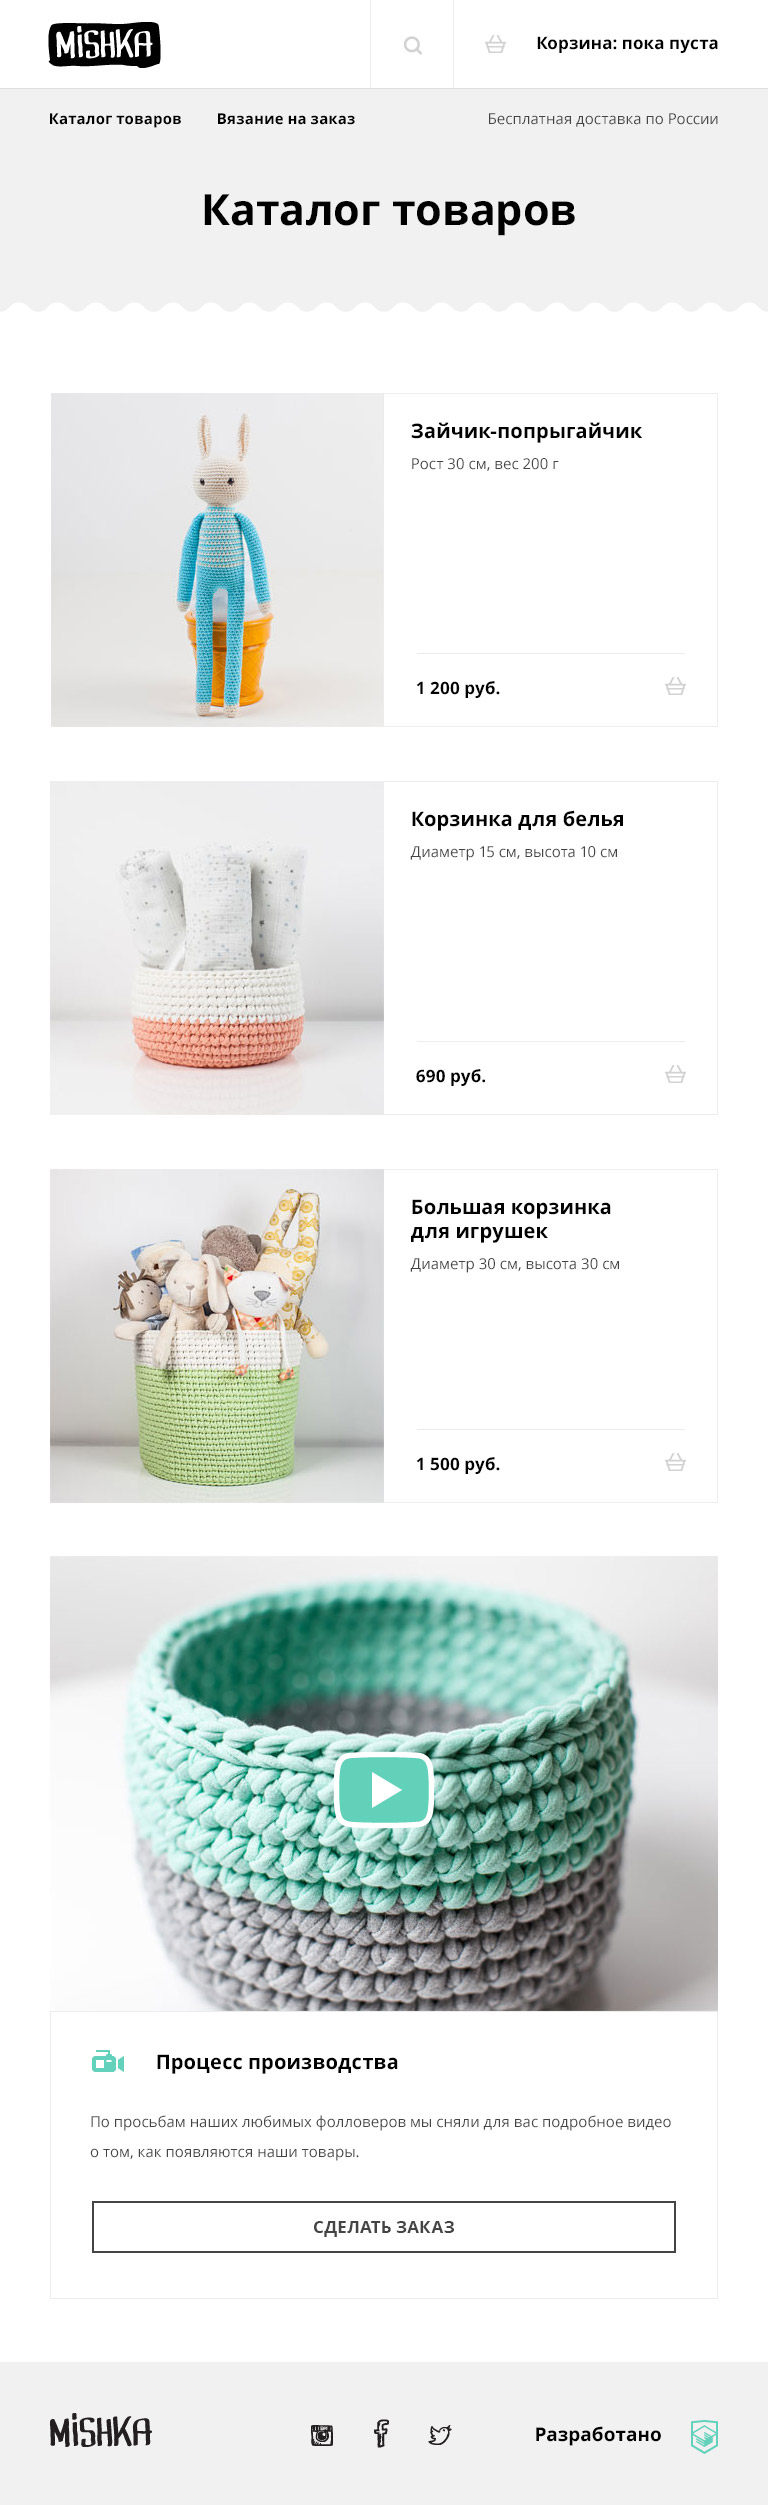 MiSHKA
Корзина: пока пуста
Каталог товаров
Вязание на заказ
Бесплатная доставка по России
Каталог товаров
Зайчик-попрыгайчик
Рост 30 см, вес 200 г
1 200 руб.
Корзинка для белья
Диаметр 15 см, высота 10 см
690 руб.
Большая корзинка
для игрушек
Диаметр 30 см, высота 30 см
1 500 руб.
Процесс производства
По просьбам наших любимых фолловеров мы сняли для вас подробное видео
о том, как появляются наши товары.
СДЕЛАТЬ ЗАКАЗ
MiSHKA
Разработано